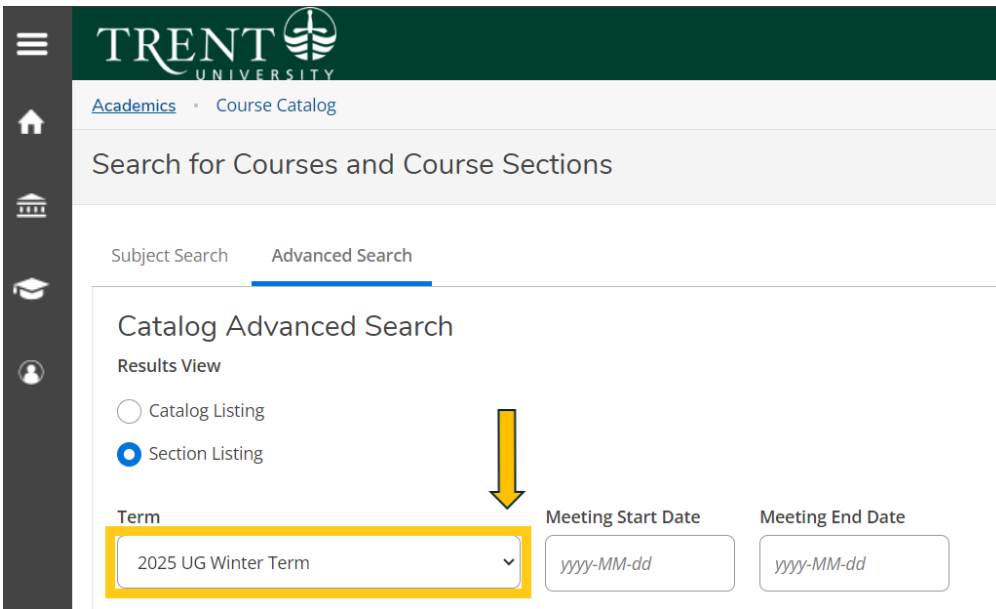 TRENT
UNIVERSITY
Academics • Course Catalog
Search for Courses and Course Sections
Subject Search Advanced Search
Catalog Advanced Search
Results View
Catalog Listing
Section Listing
Term Meeting Start Date Meeting End Date
2025 UG Winter Term yyyy-MM-dd yyyy-MM-dd